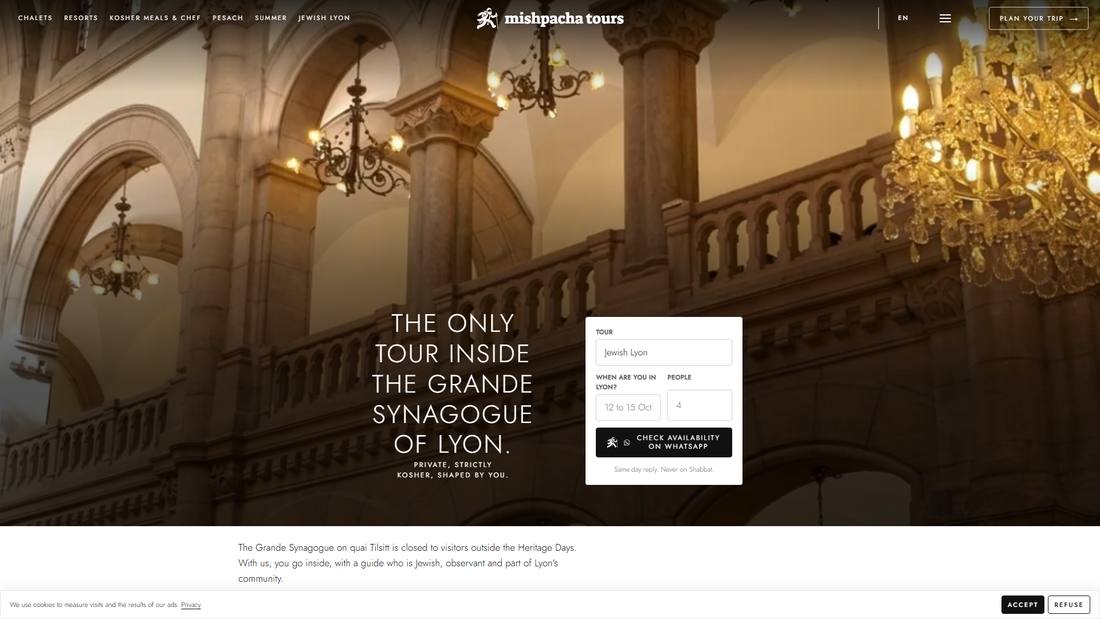 CHALETS RESORTS KOSHER MEALS & CHEF PESACH SUMMER JEWISH LYON
mishpacha tours
EN
PLAN YOUR TRIP →
THE ONLY
TOUR INSIDE
THE GRANDE
SYNAGOGUE
OF LYON.
PRIVATE, STRICTLY
KOSHER, SHAPED BY YOU.
TOUR
Jewish Lyon
WHEN ARE YOU IN
LYON?
12 to 15 Oct
PEOPLE
4
CHECK AVAILABILITY
ON WHATSAPP
Same-day reply. Never on Shabbat.
The Grande Synagogue on quai Tilsitt is closed to visitors outside the Heritage Days.
With us, you go inside, with a guide who is Jewish, observant and part of Lyon's
community.
We use cookies to measure visits and the results of our ads. Privacy
ACCEPT
REFUSE